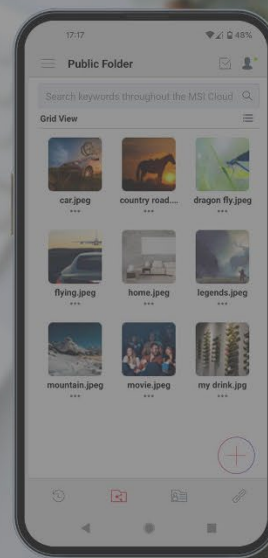 17:17 48%
Public Folder
Search keywords throughout the MSI Cloud
Grid View
car.jpeg country road.... dragon fly.jpeg
flying.jpeg home.jpeg legends.jpeg
mountain.jpeg movie.jpeg my drink.jpg